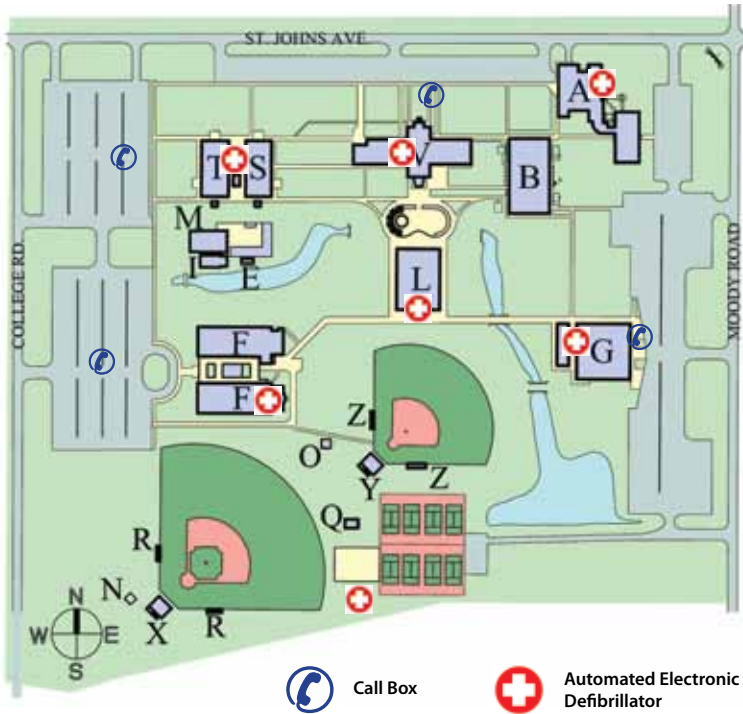 ST. JOHNS AVE.
A
T S
V
B
M
I
E
L
COLLEGE RD.
MOODY ROAD
F
G
F
Z
O
Y
Z
Q
R
N
X
R
N
W E
S
Call Box
Automated Electronic
Defibrillator